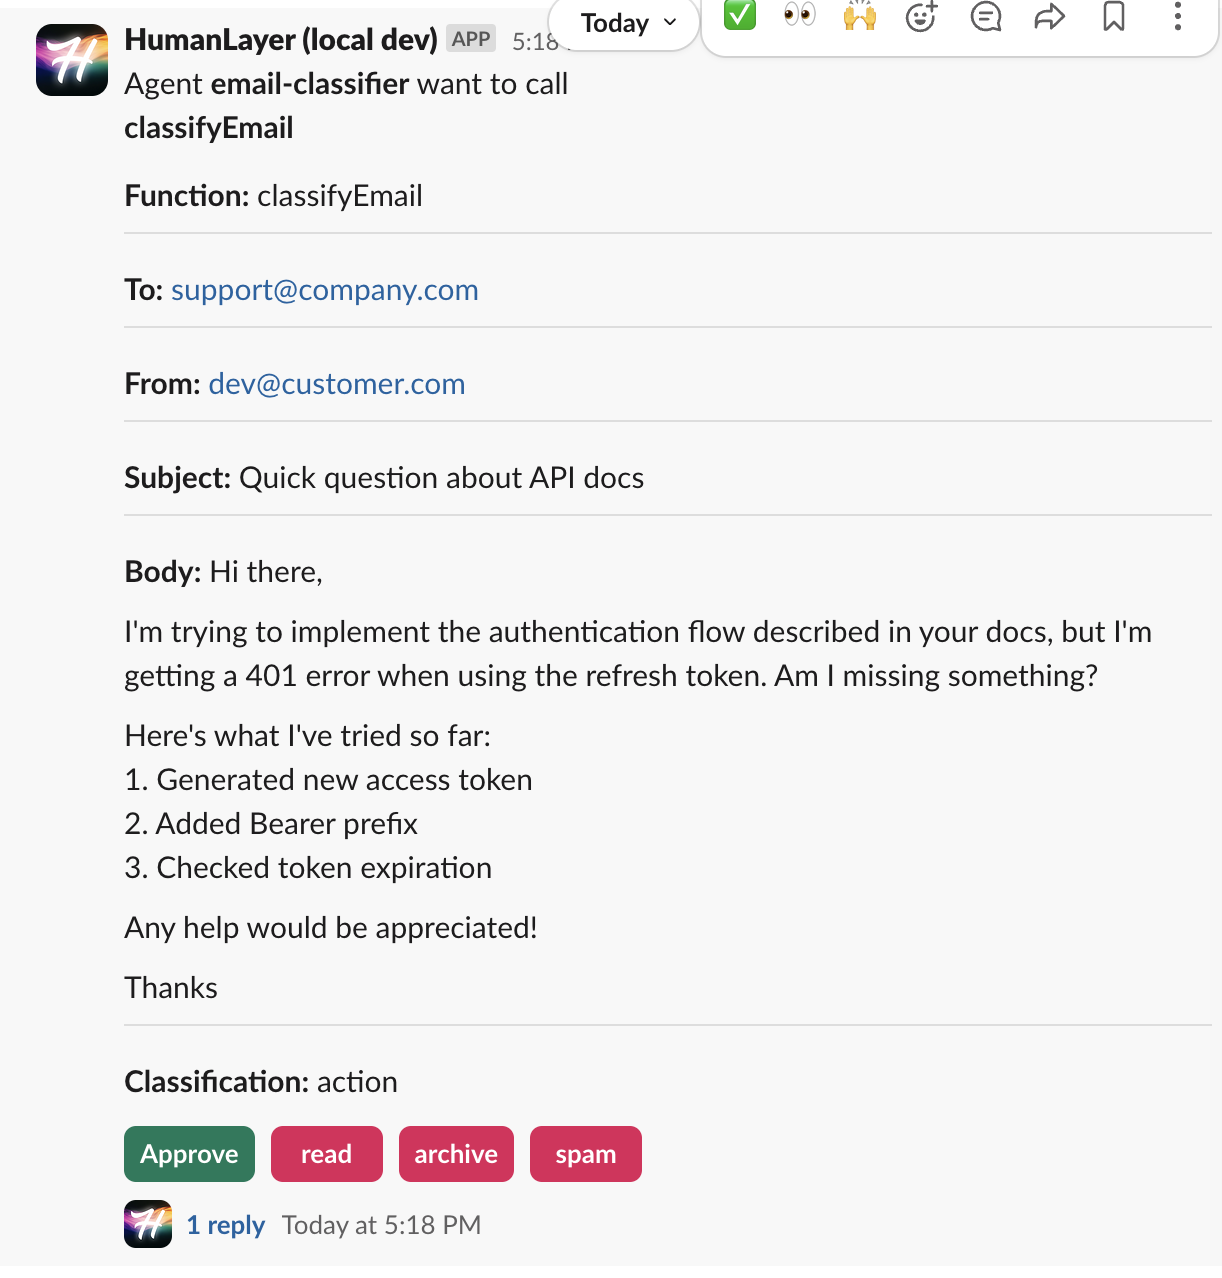 HumanLayer (local dev) APP 5:18
Today
Agent email-classifier want to call
classifyEmail
Function: classifyEmail
To: support@company.com
From: dev@customer.com
Subject: Quick question about API docs
Body: Hi there,
I'm trying to implement the authentication flow described in your docs, but I'm
getting a 401 error when using the refresh token. Am I missing something?
Here's what I've tried so far:
1. Generated new access token
2. Added Bearer prefix
3. Checked token expiration
Any help would be appreciated!
Thanks
Classification: action
Approve read archive spam
1 reply Today at 5:18 PM